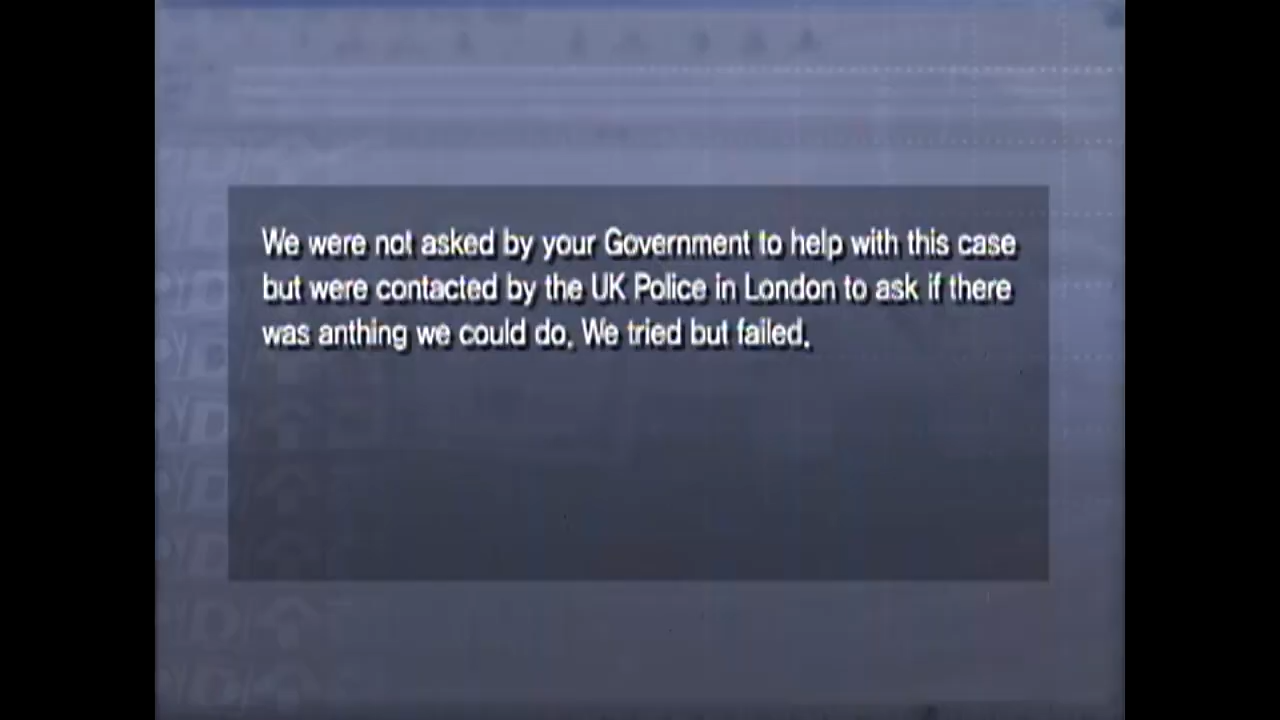 We were not asked by your Government to help with this case
but were contacted by the UK Police in London to ask if there
was anthing we could do. We tried but failed.